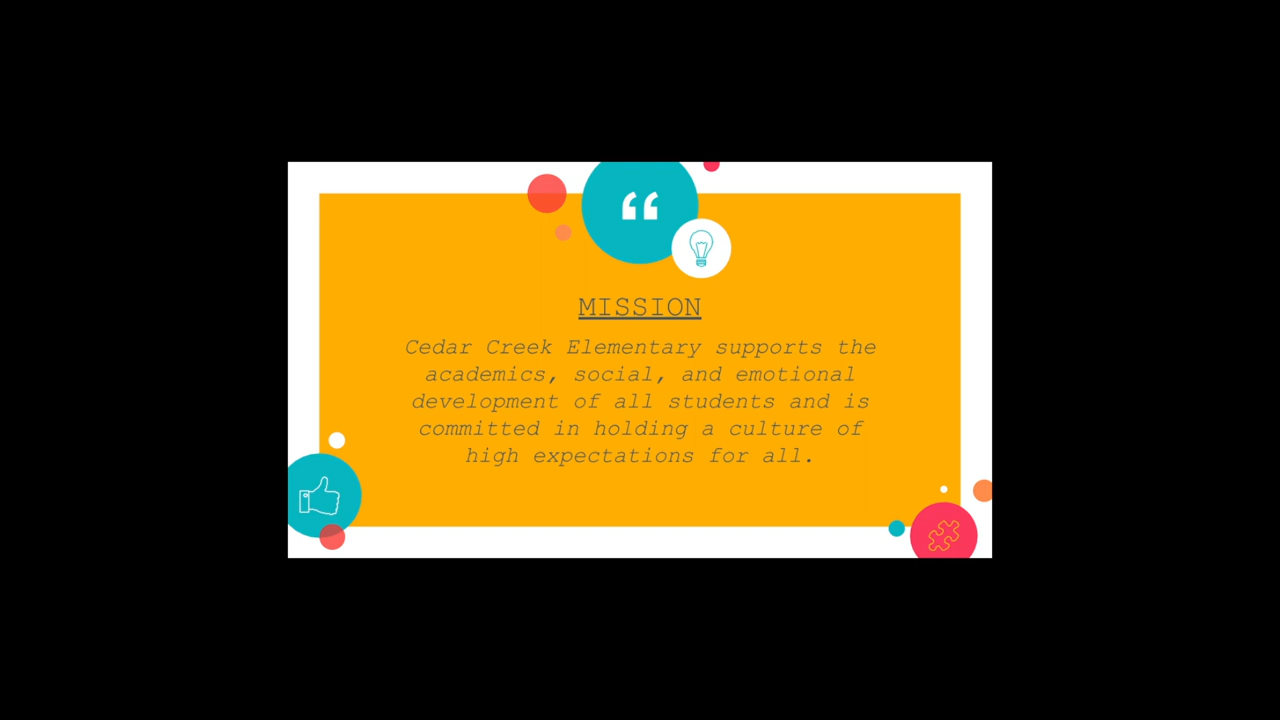 “
MISSION
Cedar Creek Elementary supports the
academics, social, and emotional
development of all students and is
committed in holding a culture of
high expectations for all.